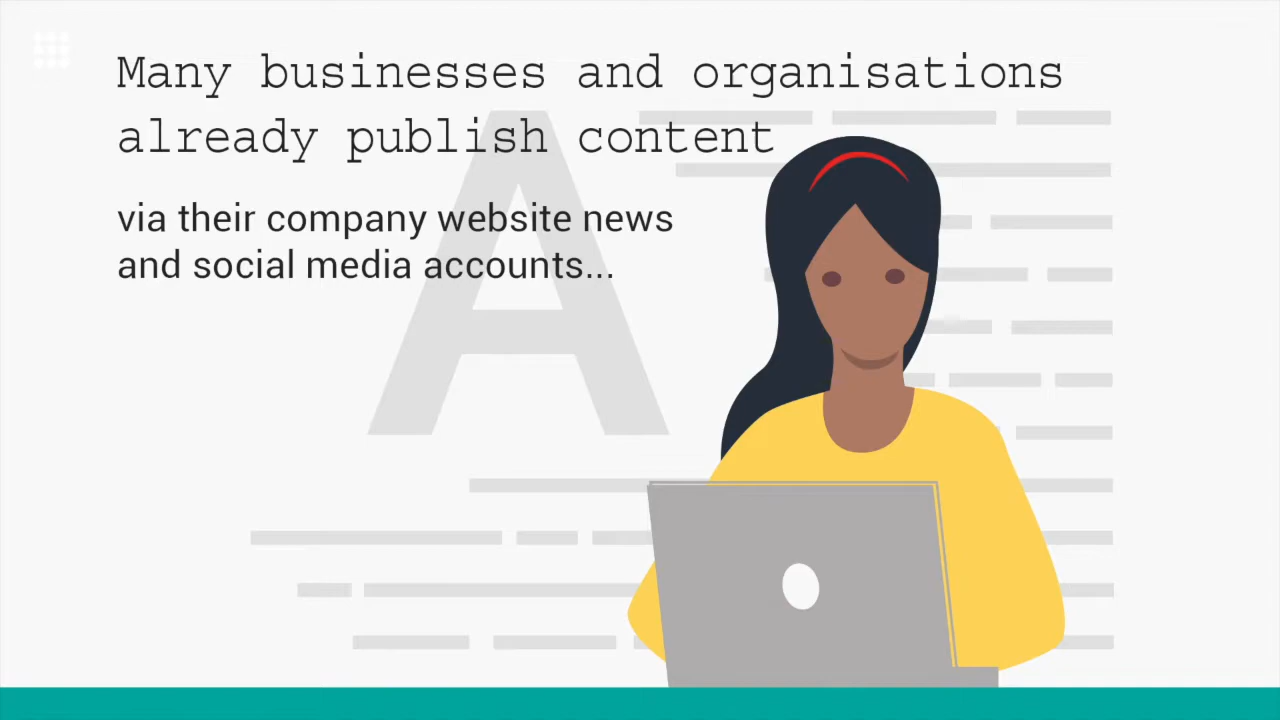 Many businesses and organisations
already publish content
via their company website news
and social media accounts...
A